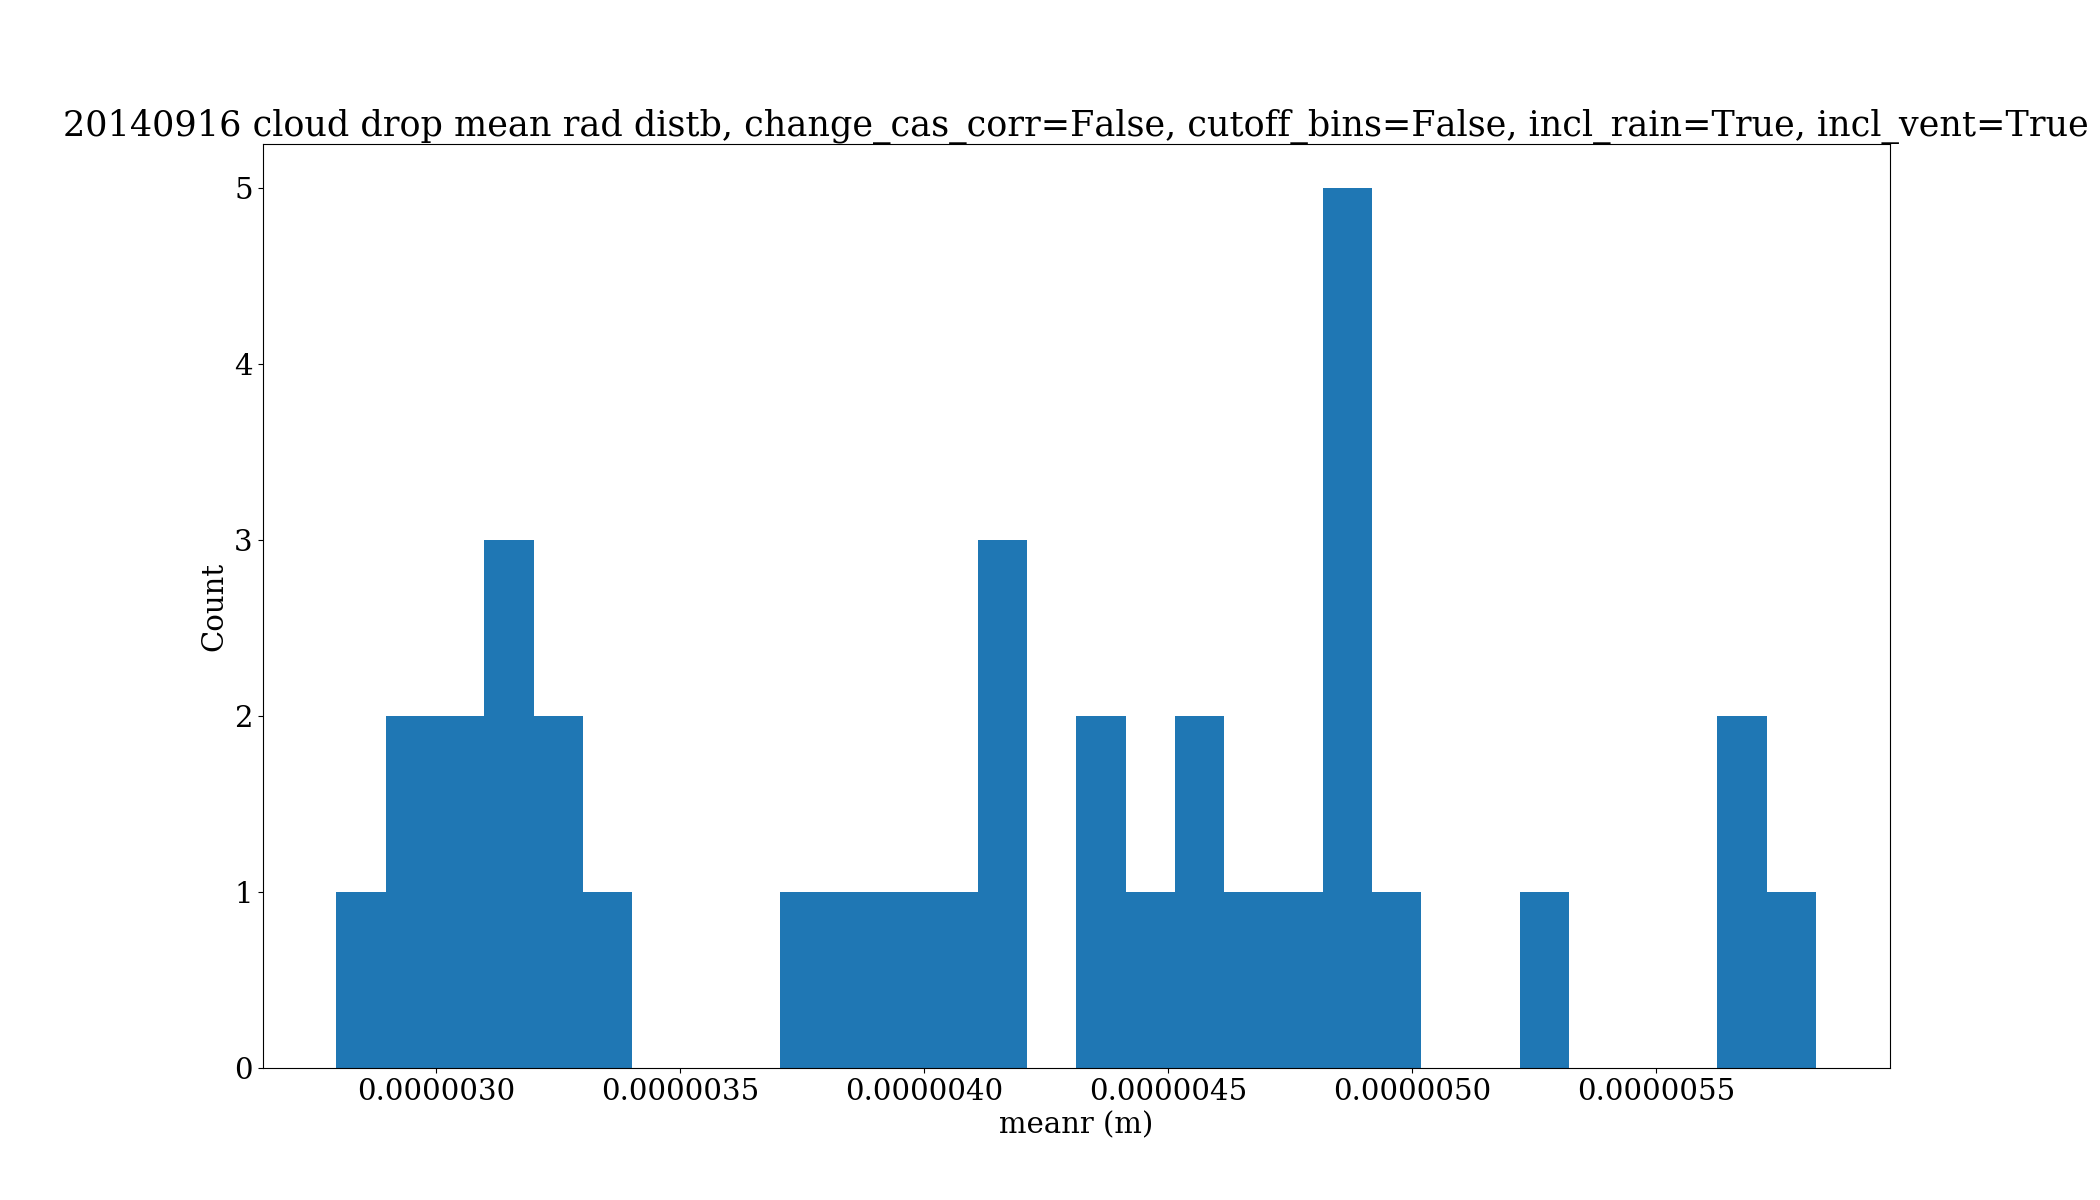 20140916 cloud drop mean rad distb, change_cas_corr=False, cutoff_bins=False, incl_rain=True, incl_vent=True
5
4
3
2
1
0
Count
0.0000030 0.0000035 0.0000040 0.0000045 0.0000050 0.0000055
meanr (m)